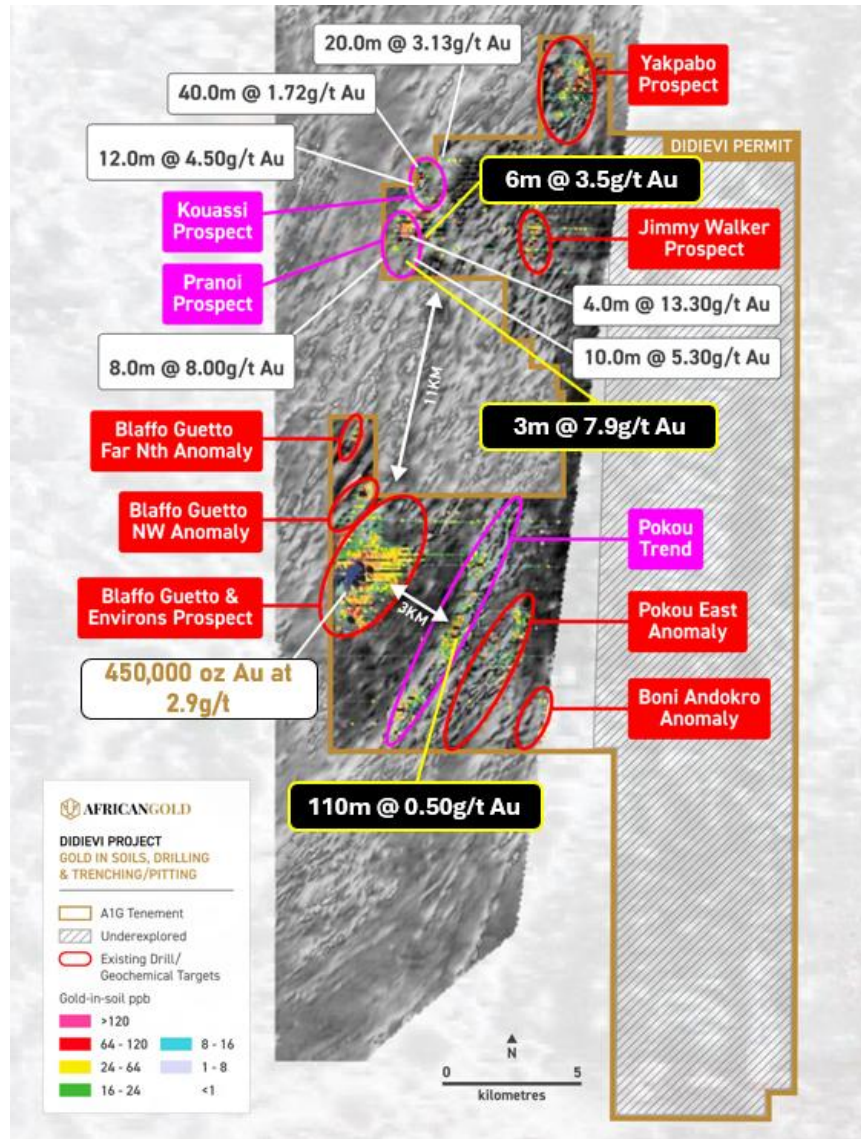 20.0m @ 3.13g/t Au
Yakpabo
Prospect
40.0m @ 1.72g/t Au
DIDIEVI PERMIT
12.0m @ 4.50g/t Au
6m @ 3.5g/t Au
Kouassi
Prospect
Jimmy Walker
Prospect
Pranoi
Prospect
4.0m @ 13.30g/t Au
8.0m @ 8.00g/t Au
10.0m @ 5.30g/t Au
11KM
3m @ 7.9g/t Au
Blaffo Guetto
Far Nth Anomaly
Blaffo Guetto
NW Anomaly
Pokou
Trend
Blaffo Guetto &
Environs Prospect
3KM
Pokou East
Anomaly
450,000 oz Au at
2.9g/t
Boni Andokro
Anomaly
110m @ 0.50g/t Au
AFRICANGOLD
DIDIEVI PROJECT
GOLD IN SOILS, DRILLING
& TRENCHING/PITTING
A1G Tenement
Underexplored
Existing Drill/
Geochemical Targets
Gold-in-soil ppb
>120
64 - 120
8 - 16
24 - 64
1 - 8
16 - 24
<1
N
0 5
kilometres